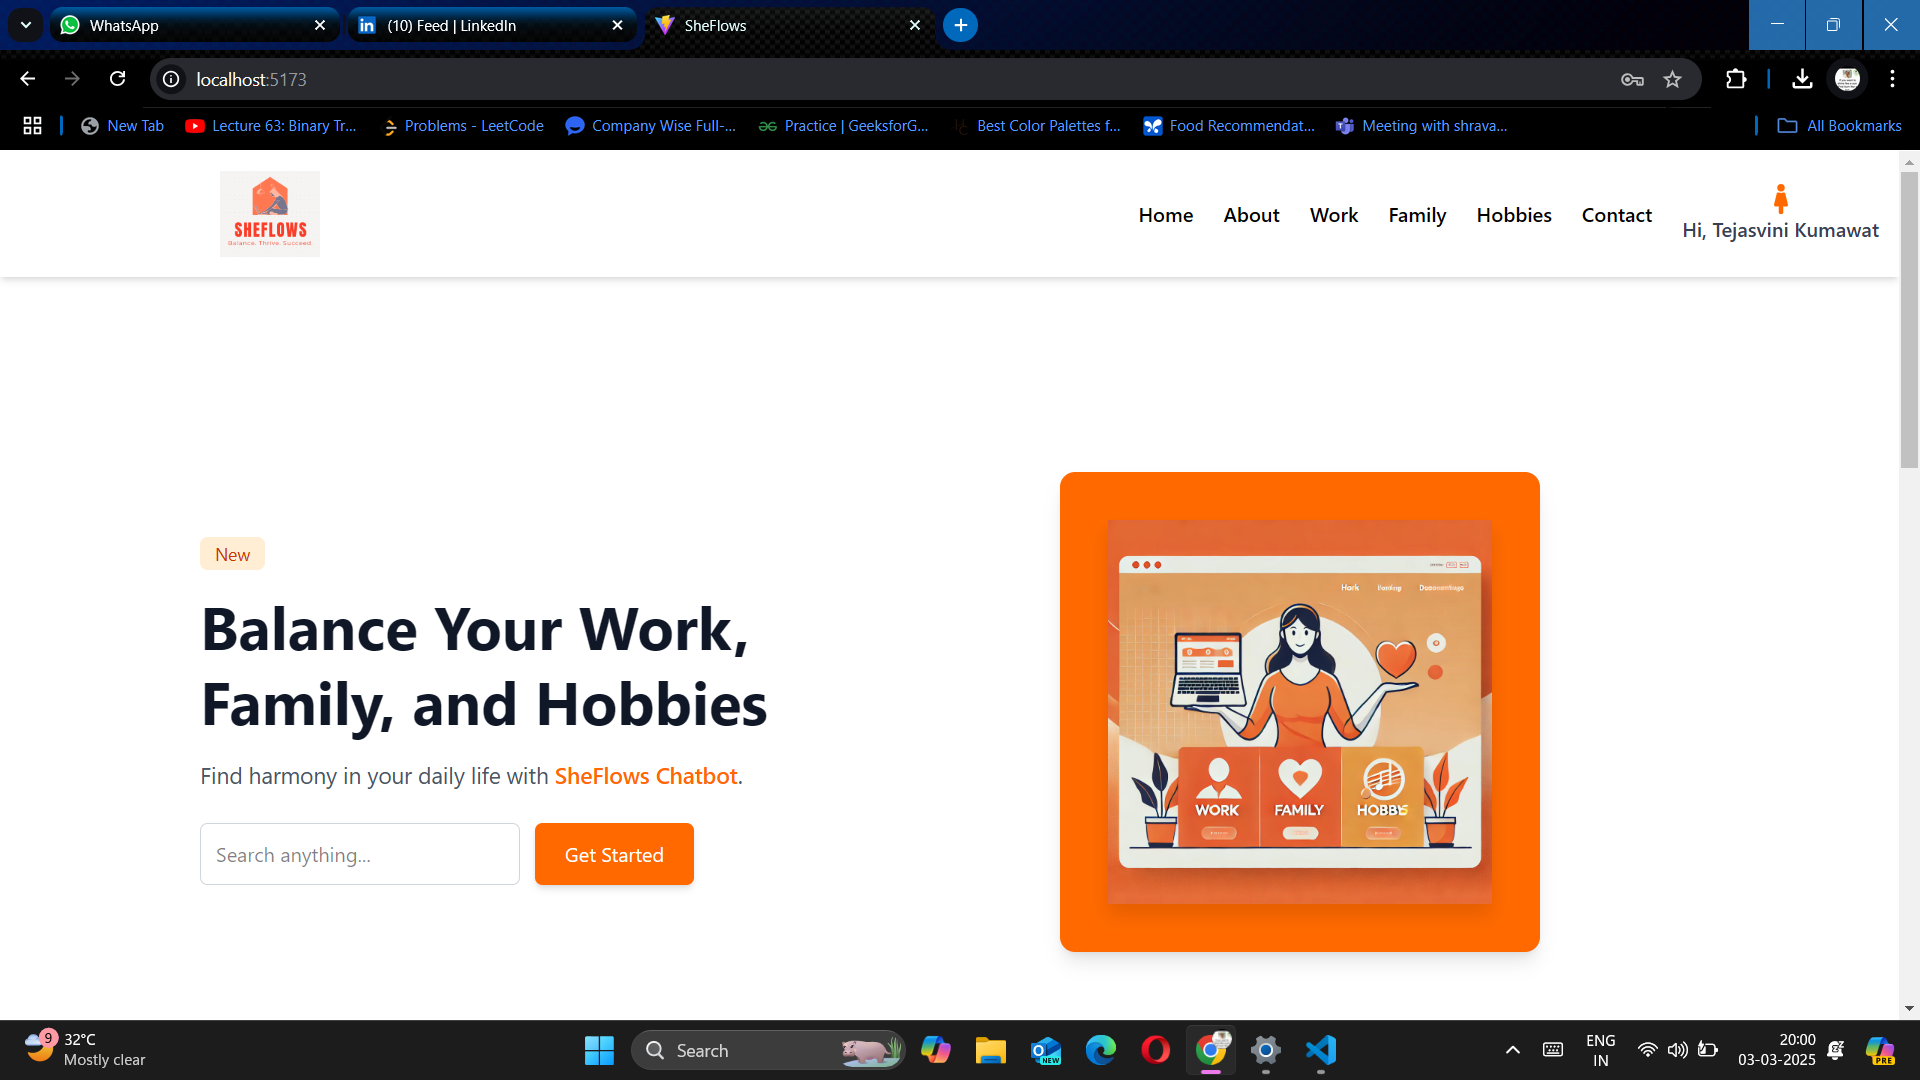 WhatsApp
(10) Feed | LinkedIn
SheFlows
localhost:5173
New Tab
Lecture 63: Binary Tr...
Problems - LeetCode
Company Wise Full-...
Practice | GeeksforG...
Best Color Palettes f...
Food Recommendat...
Meeting with shrava...
All Bookmarks
SHEFLOWS
Balance. Thrive. Succeed.
Home
About
Work
Family
Hobbies
Contact
Hi, Tejasvini Kumawat
New
Balance Your Work,
Family, and Hobbies
Find harmony in your daily life with SheFlows Chatbot.
Search anything...
Get Started
WORK
FAMILY
HOBBYS
9
32°C
Mostly clear
Search
NEW
ENG
IN
20:00
03-03-2025
PRE